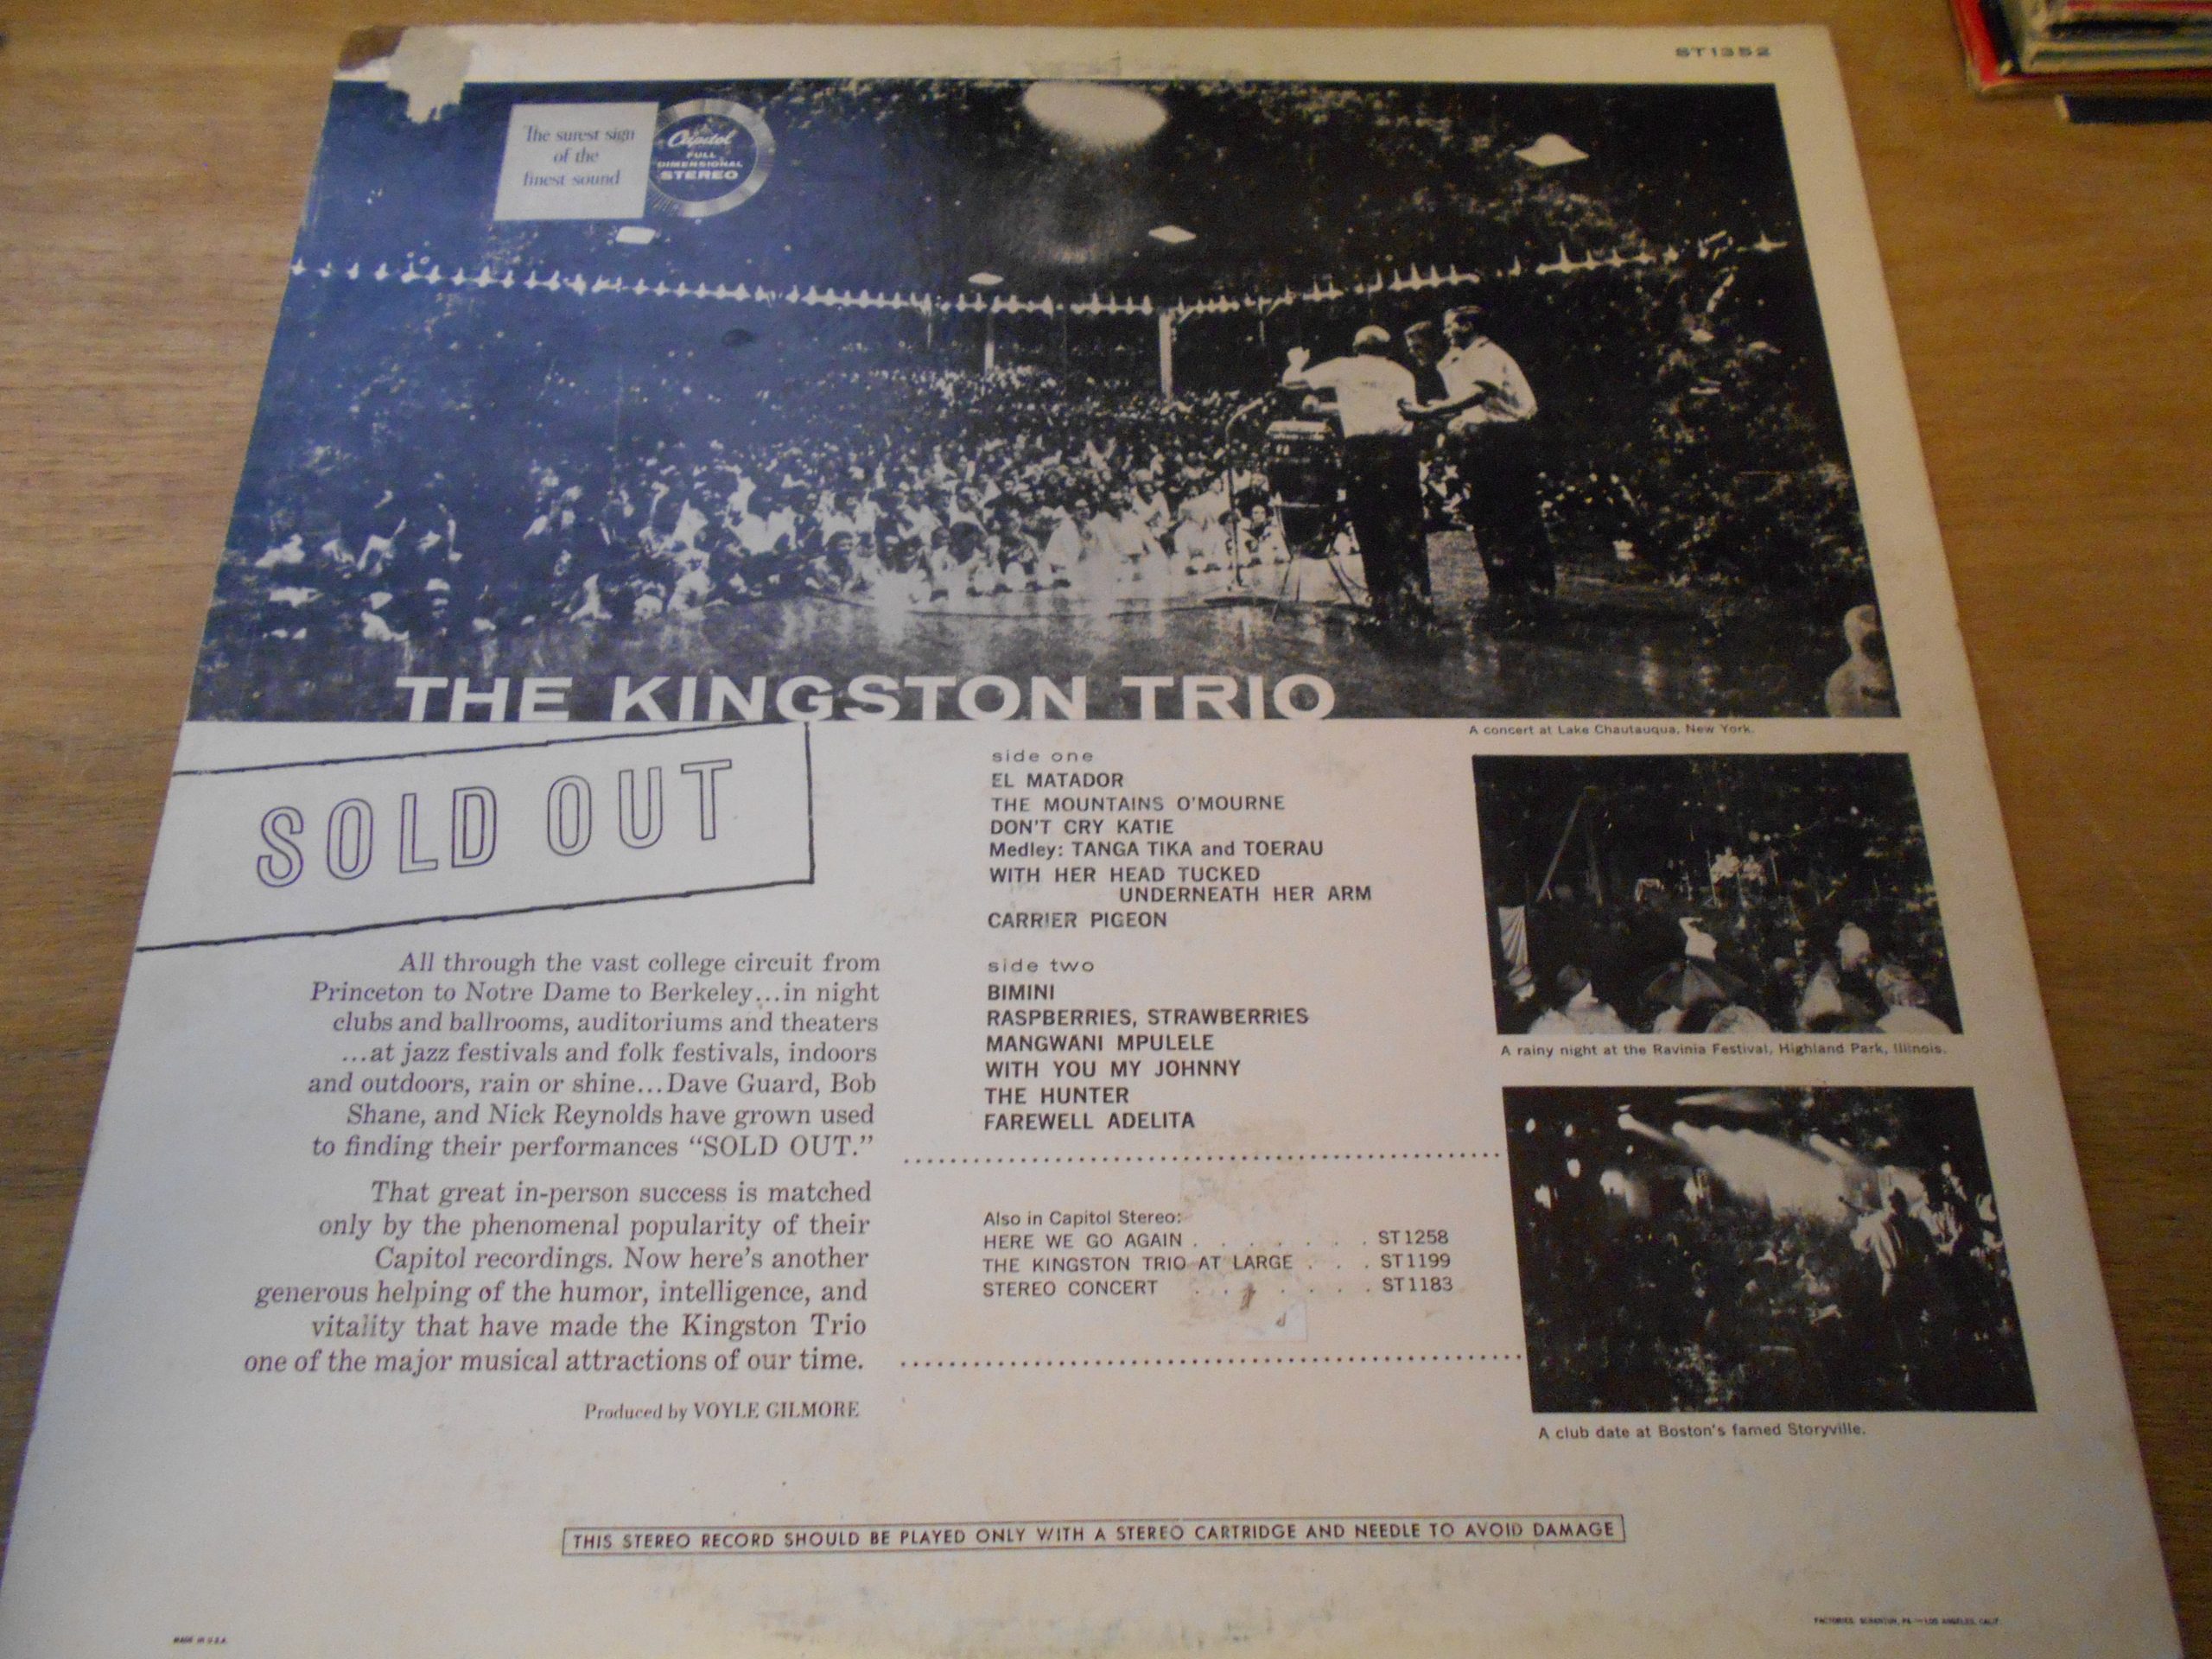 ST1352
The surest sign
of the
finest sound
Capitol
FULL
DIMENSIONAL
STEREO
THE KINGSTON TRIO
A concert at Lake Chautauqua, New York.
SOLD OUT
All through the vast college circuit from
Princeton to Notre Dame to Berkeley...in night
clubs and ballrooms, auditoriums and theaters
...at jazz festivals and folk festivals, indoors
and outdoors, rain or shine...Dave Guard, Bob
Shane, and Nick Reynolds have grown used
to finding their performances “SOLD OUT.”
That great in-person success is matched
only by the phenomenal popularity of their
Capitol recordings. Now here's another
generous helping of the humor, intelligence, and
vitality that have made the Kingston Trio
one of the major musical attractions of our time.
Produced by VOYLE GILMORE
side one
EL MATADOR
THE MOUNTAINS O'MOURNE
DON'T CRY KATIE
Medley: TANGA TIKA and TOERAU
WITH HER HEAD TUCKED
UNDERNEATH HER ARM
CARRIER PIGEON
side two
BIMINI
RASPBERRIES, STRAWBERRIES
MANGWANI MPULELE
WITH YOU MY JOHNNY
THE HUNTER
FAREWELL ADELITA
Also in Capitol Stereo:
HERE WE GO AGAIN . . . . . . . ST1258
THE KINGSTON TRIO AT LARGE . . . ST1199
STEREO CONCERT . . . . . . . ST1183
A rainy night at the Ravinia Festival, Highland Park, Illinois.
A club date at Boston's famed Storyville.
THIS STEREO RECORD SHOULD BE PLAYED ONLY WITH A STEREO CARTRIDGE AND NEEDLE TO AVOID DAMAGE
MADE IN U.S.A.
FACTORIES: SCRANTON, PA.—LOS ANGELES, CALIF.